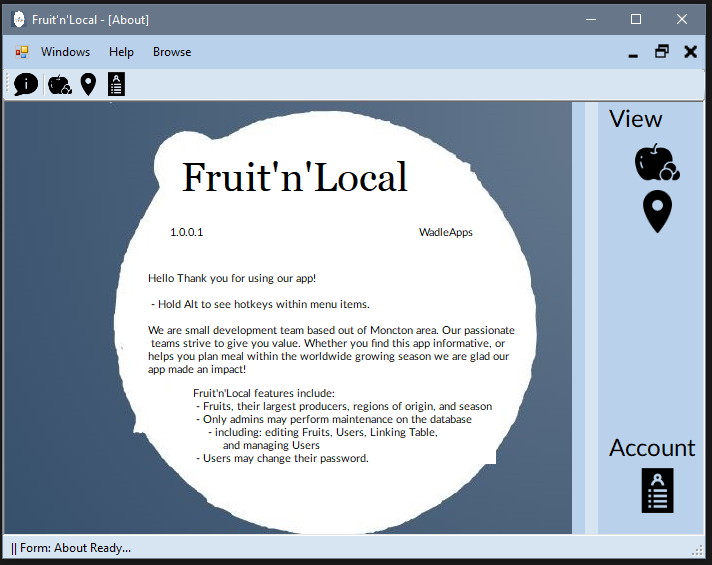 Fruit'n'Local - [About]
Windows Help Browse
View
Fruit'n'Local
1.0.0.1 WadleApps
Hello Thank you for using our app!
- Hold Alt to see hotkeys within menu items.
We are small development team based out of Moncton area. Our passionate
teams strive to give you value. Whether you find this app informative, or
helps you plan meal within the worldwide growing season we are glad our
app made an impact!
Fruit'n'Local features include:
- Fruits, their largest producers, regions of origin, and season
- Only admins may perform maintenance on the database
- including: editing Fruits, Users, Linking Table,
and managing Users
- Users may change their password.
Account
|| Form: About Ready...